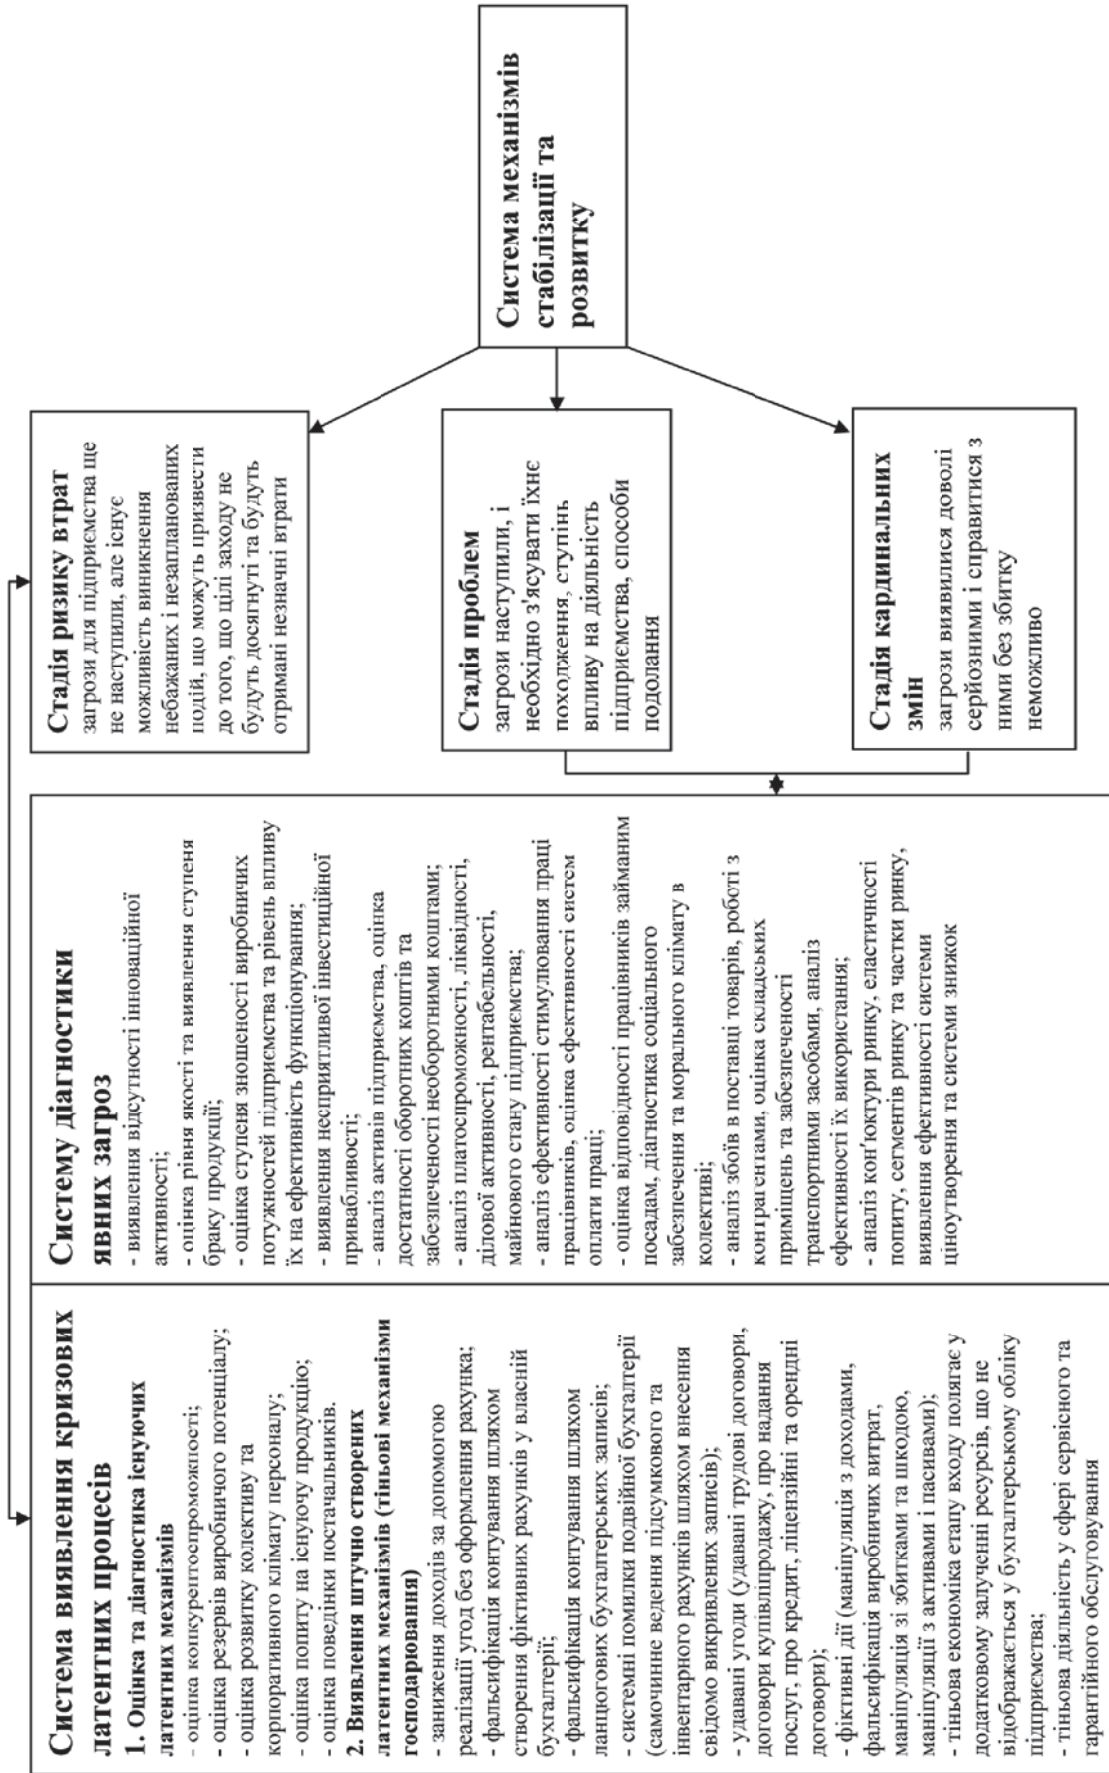 Система виявлення кризових
латентних процесів
1. Оцінка та діагностика існуючих
латентних механізмів
- оцінка конкурентоспроможності;
- оцінка резервів виробничого потенціалу;
- оцінка розвитку колективу та
корпоративного клімату персоналу;
- оцінка попиту на існуючу продукцію;
- оцінка поведінки постачальників.
2. Виявлення штучно створених
латентних механізмів (тіньові механізми
господарювання)
- заниження доходів за допомогою
реалізації угод без оформлення рахунка;
- фальсифікація контування шляхом
створення фіктивних рахунків у власній
бухгалтерії;
- фальсифікація контування шляхом
ланцюгових бухгалтерських записів;
- системні помилки подвійної бухгалтерії
(самочинне ведення підсумкового та
інвентарного рахунків шляхом внесення
свідомо викривлених записів);
- удавані угоди (удавані трудові договори,
договори купівліпродажу, про надання
послуг, про кредит, ліцензійні та орендні
договори);
- фіктивні дії (маніпуляція з доходами,
фальсифікація виробничих витрат,
маніпуляція зі збитками та шкодою,
маніпуляції з активами і пасивами);
- тіньова економіка етапу входу полягає у
додатковому залученні ресурсів, що не
відображається у бухгалтерському обліку
підприємства;
- тіньова діяльність у сфері сервісного та
гарантійного обслуговування
Систему діагностики
явних загроз
- виявлення відсутності інноваційної
активності;
- оцінка рівня якості та виявлення ступеня
браку продукції;
- оцінка ступеня зношеності виробничих
потужностей підприємства та рівень впливу
їх на ефективність функціонування;
- виявлення несприятливої інвестиційної
привабливості;
- аналіз активів підприємства, оцінка
достатності оборотних коштів та
забезпеченості необоротними коштами;
- аналіз платоспроможності, ліквідності,
ділової активності, рентабельності,
майнового стану підприємства;
- аналіз ефективності стимулювання праці
працівників, оцінка ефективності систем
оплати праці;
- оцінка відповідності працівників займаним
посадам, діагностика соціального
забезпечення та морального клімату в
колективі;
- аналіз збоїв в поставці товарів, роботі з
контрагентами, оцінка складських
приміщень та забезпеченості
транспортними засобами, аналіз
ефективності їх використання;
- аналіз кон'юктури ринку, еластичності
попиту, сегментів ринку та частки ринку,
виявлення ефективності системи
ціноутворення та системи знижок
Стадія ризику втрат
загрози для підприємства ще
не наступили, але існує
можливість виникнення
небажаних і незапланованих
подій, що можуть призвести
до того, що цілі заходу не
будуть досягнуті та будуть
отримані незначні втрати
Стадія проблем
загрози наступили, і
необхідно з'ясувати їхнє
походження, ступінь
впливу на діяльність
підприємства, способи
подолання
Стадія кардинальних
змін
загрози виявилися доволі
серйозними і справитися з
ними без збитку
неможливо
Система механізмів
стабілізації та
розвитку